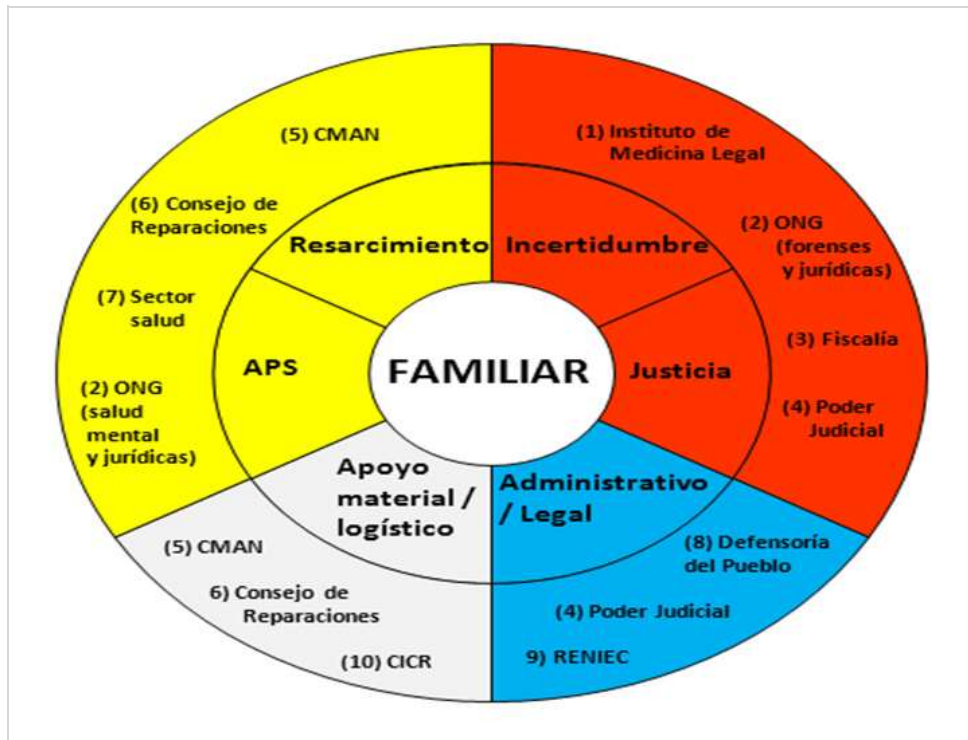 (5) CMAN
(6) Consejo de
Reparaciones
(7) Sector
salud
(2) ONG
(salud
mental
y jurídicas)
(1) Instituto de
Medicina Legal
(2) ONG
(forenses
y jurídicas)
(3) Fiscalía
(4) Poder
Judicial
Resarcimiento
Incertidumbre
APS
FAMILIAR
Justicia
Apoyo
material /
logístico
Administrativo
/ Legal
(5) CMAN
6) Consejo de
Reparaciones
(10) CICR
(8) Defensoría
del Pueblo
(4) Poder Judicial
9) RENIEC